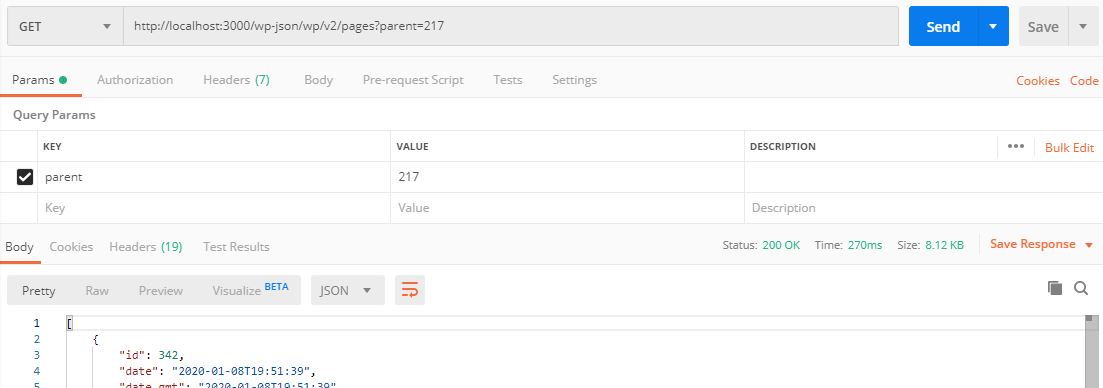 GET http://localhost:3000/wp-json/wp/v2/pages?parent=217 Send Save
Params Authorization Headers (7) Body Pre-request Script Tests Settings Cookies Code
Query Params
KEY VALUE DESCRIPTION ••• Bulk Edit
parent 217
Key Value Description
Body Cookies Headers (19) Test Results Status: 200 OK Time: 270ms Size: 8.12 KB Save Response
Pretty Raw Preview Visualize BETA JSON
1 [
2 {
3 "id": 342,
4 "date": "2020-01-08T19:51:39",
"date_gmt": "2020-01-08T19:51:39"